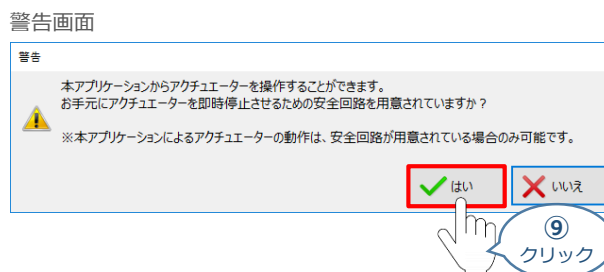 警告画面
警告
本アプリケーションからアクチュエーターを操作することができます。
お手元にアクチュエーターを即時停止させるための安全回路を用意されていますか？
※本アプリケーションによるアクチュエーターの動作は、安全回路が用意されている場合のみ可能です。
はい
いいえ
⑨
クリック